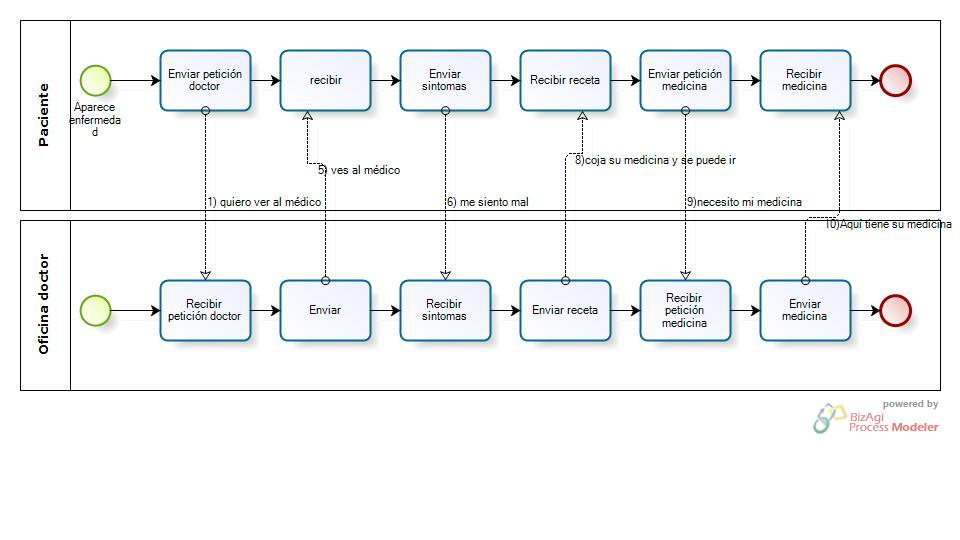 Paciente
Aparece
enfermeda
d
Enviar petición
doctor
recibir
Enviar
sintomas
Recibir receta
Enviar petición
medicina
Recibir
medicina
5) ves al médico
8)coja su medicina y se puede ir
1) quiero ver al médico
6) me siento mal
9)necesito mi medicina
10)Aquí tiene su medicina
Oficina doctor
Recibir
petición doctor
Enviar
Recibir
sintomas
Enviar receta
Recibir
petición
medicina
Enviar
medicina
powered by
BizAgi
Process Modeler